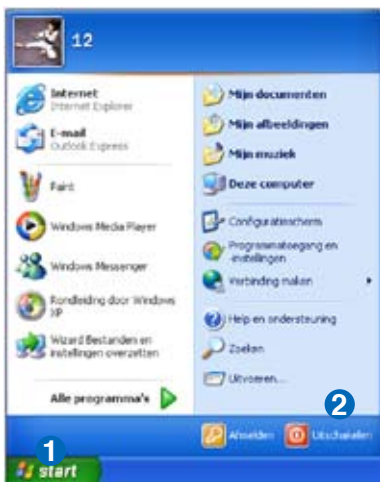 12
Internet
Internet Explorer
E-mail
Outlook Express
Paint
Windows Media Player
Windows Messenger
Rondleiding door Windows
XP
Wizard Bestanden en
instellingen overzetten
Alle programma's
Mijn documenten
Mijn afbeeldingen
Mijn muziek
Deze computer
Configuratiescherm
Programmatoegang en
-instellingen
Verbinding maken
Help en ondersteuning
Zoeken
Uitvoeren...
2
Afmelden
Uitschakelen
1
start